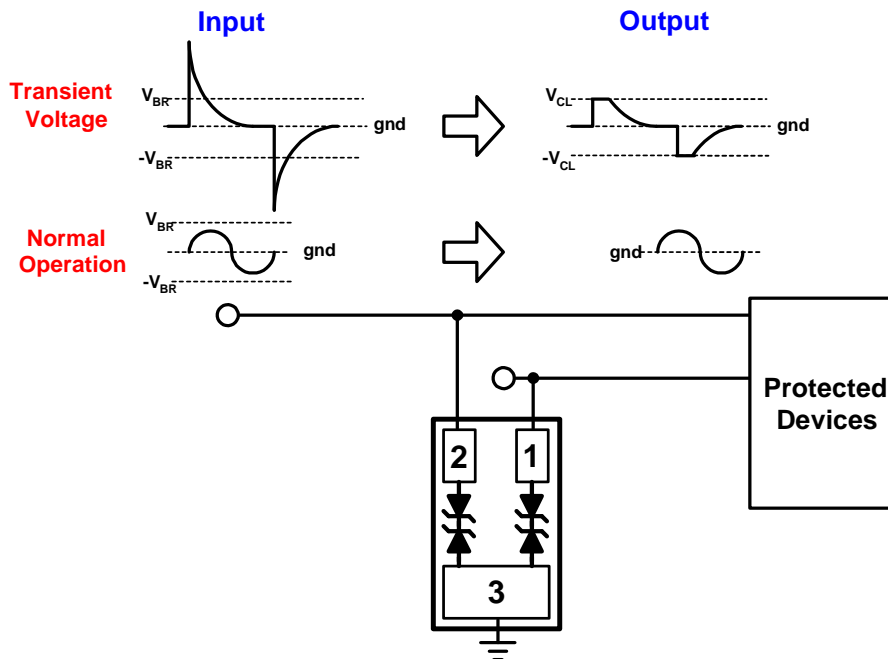 Input
Output
Transient
Voltage
V_BR
gnd
-V_BR
V_CL
gnd
-V_CL
Normal
Operation
V_BR
gnd
-V_BR
gnd
Protected
Devices
2
1
3